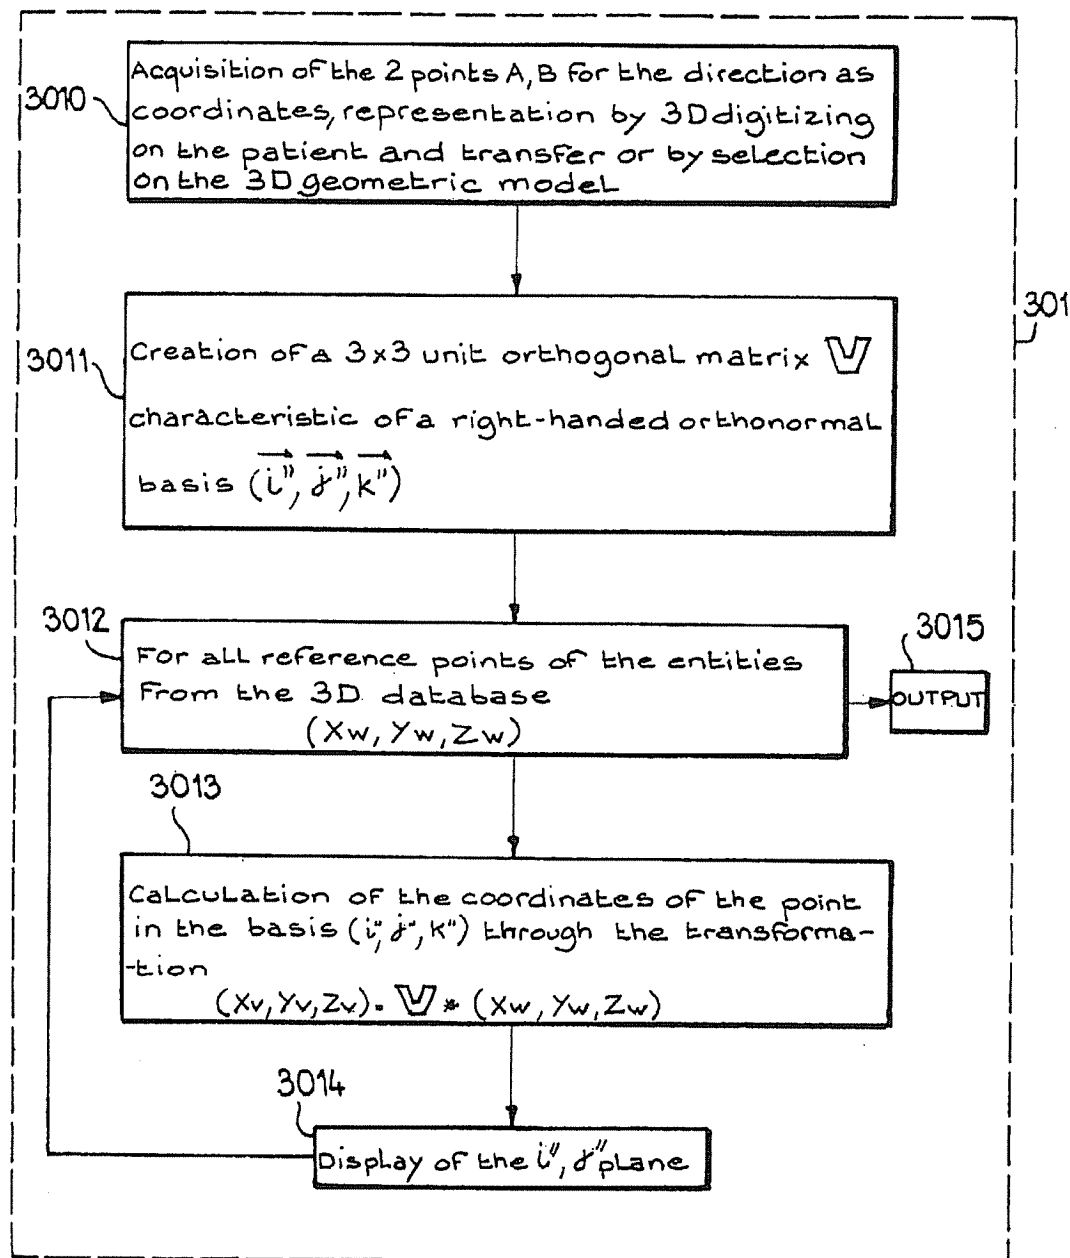 Acquisition of the 2 points A, B for the direction as
3010
coordinates, representation by 3D digitizing
on the patient and transfer or by selection
on the 3D geometric model
301
3011
Creation of a 3x3 unit orthogonal matrix V
characteristic of a right-handed orthonormal
basis (i", j", k")
3012
3015
For all reference points of the entities
from the 3D database
OUTPUT
(Xw, Yw, Zw)
3013
Calculation of the coordinates of the point
in the basis (i", j", k") through the transforma-
-tion
(Xv, Yv, Zv) = V * (Xw, Yw, Zw)
3014
Display of the i", j" plane